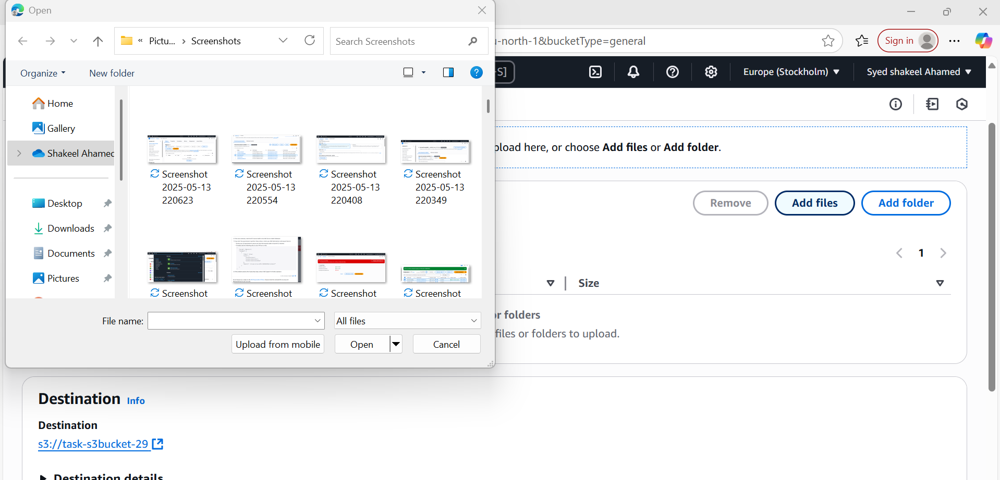 Open
Pictu... > Screenshots
Search Screenshots
u-north-1&bucketType=general
Sign in
Organize
New folder
-S]
Europe (Stockholm)
Syed shakeel Ahamed
Home
Gallery
Shakeel Ahamed
Desktop
Downloads
Documents
Pictures
Screenshot
2025-05-13
220623
Screenshot
2025-05-13
220554
Screenshot
2025-05-13
220408
Screenshot
2025-05-13
220349
Screenshot
Screenshot
Screenshot
Screenshot
File name:
All files
Upload from mobile
Open
Cancel
pload here, or choose Add files or Add folder.
Remove
Add files
Add folder
1
Size
or folders
files or folders to upload.
Destination Info
Destination
s3://task-s3bucket-29
Destination details